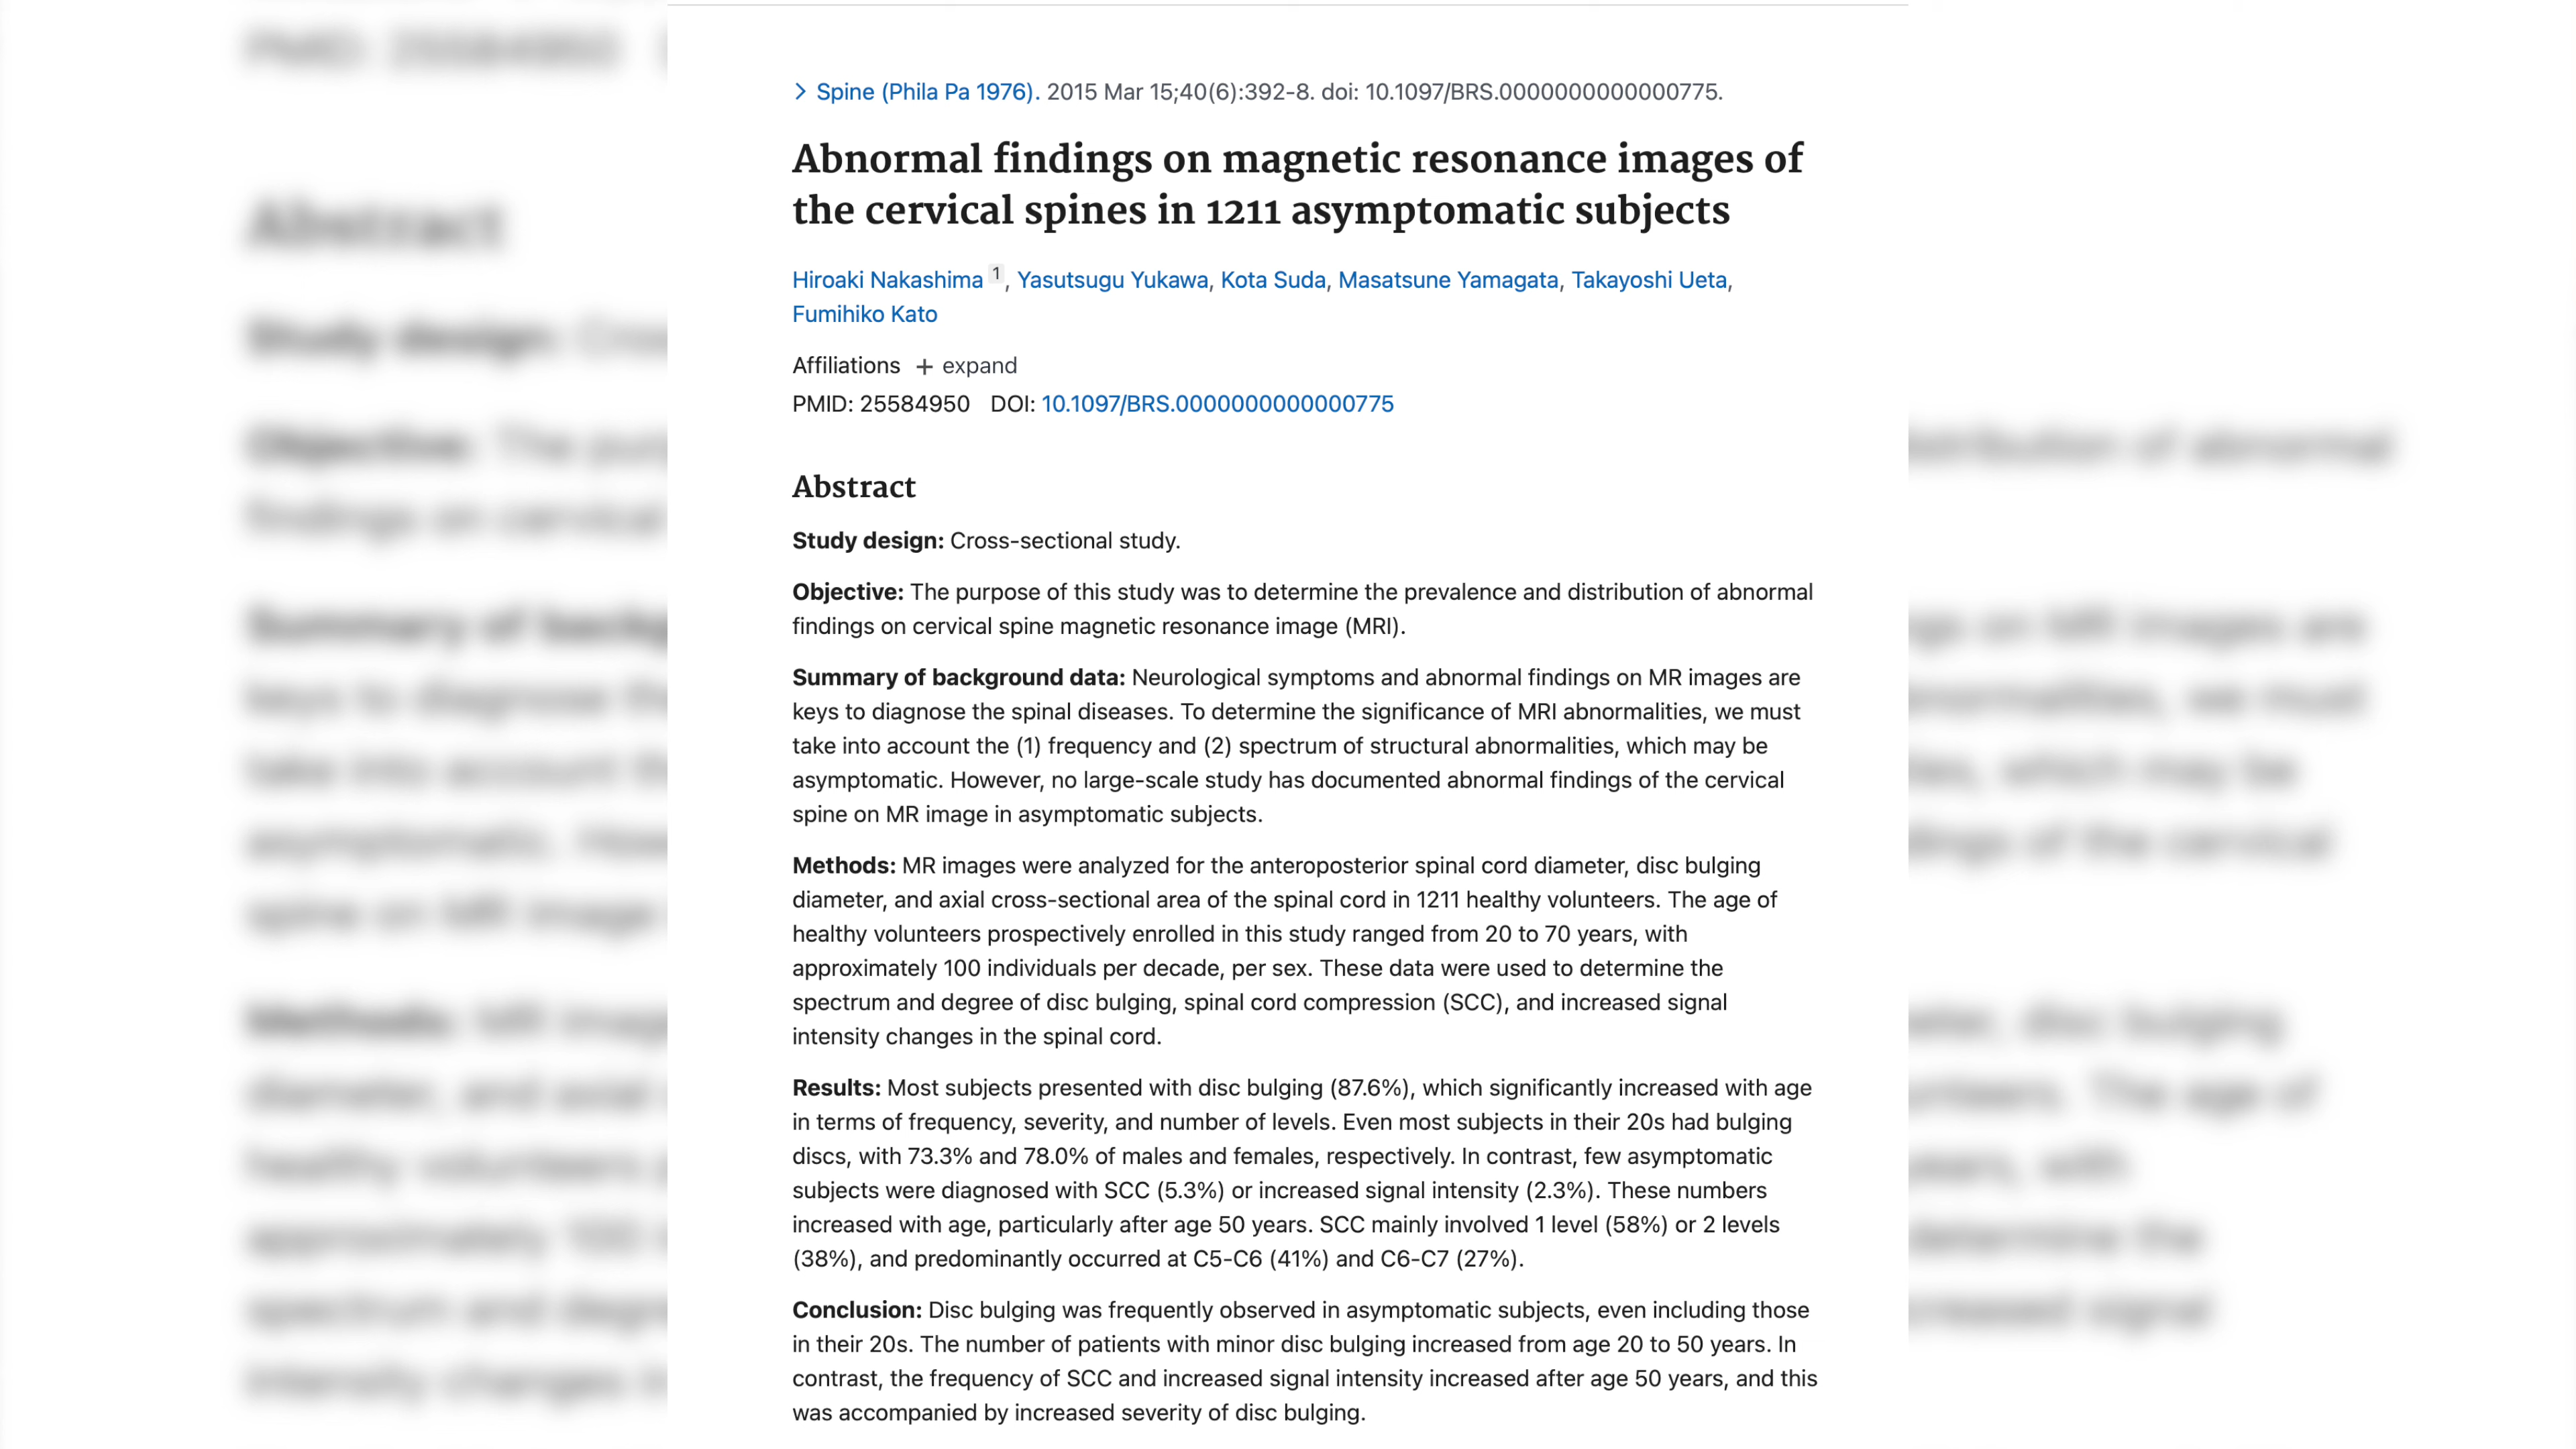 PMID: 25584950
> Spine (Phila Pa 1976). 2015 Mar 15;40(6):392-8. doi: 10.1097/BRS.0000000000000775.
Abnormal findings on magnetic resonance images of
the cervical spines in 1211 asymptomatic subjects
Hiroaki Nakashima 1, Yasutsugu Yukawa, Kota Suda, Masatsune Yamagata, Takayoshi Ueta,
Fumihiko Kato
Affiliations + expand
PMID: 25584950 DOI: 10.1097/BRS.0000000000000775
Abstract
Study design: Cross-sectional study.
Objective: The purpose of this study was to determine the prevalence and distribution of abnormal
findings on cervical spine magnetic resonance image (MRI).
Summary of background data: Neurological symptoms and abnormal findings on MR images are
keys to diagnose the spinal diseases. To determine the significance of MRI abnormalities, we must
take into account the (1) frequency and (2) spectrum of structural abnormalities, which may be
asymptomatic. However, no large-scale study has documented abnormal findings of the cervical
spine on MR image in asymptomatic subjects.
Methods: MR images were analyzed for the anteroposterior spinal cord diameter, disc bulging
diameter, and axial cross-sectional area of the spinal cord in 1211 healthy volunteers. The age of
healthy volunteers prospectively enrolled in this study ranged from 20 to 70 years, with
approximately 100 individuals per decade, per sex. These data were used to determine the
spectrum and degree of disc bulging, spinal cord compression (SCC), and increased signal
intensity changes in the spinal cord.
Results: Most subjects presented with disc bulging (87.6%), which significantly increased with age
in terms of frequency, severity, and number of levels. Even most subjects in their 20s had bulging
discs, with 73.3% and 78.0% of males and females, respectively. In contrast, few asymptomatic
subjects were diagnosed with SCC (5.3%) or increased signal intensity (2.3%). These numbers
increased with age, particularly after age 50 years. SCC mainly involved 1 level (58%) or 2 levels
(38%), and predominantly occurred at C5-C6 (41%) and C6-C7 (27%).
Conclusion: Disc bulging was frequently observed in asymptomatic subjects, even including those
in their 20s. The number of patients with minor disc bulging increased from age 20 to 50 years. In
contrast, the frequency of SCC and increased signal intensity increased after age 50 years, and this
was accompanied by increased severity of disc bulging.